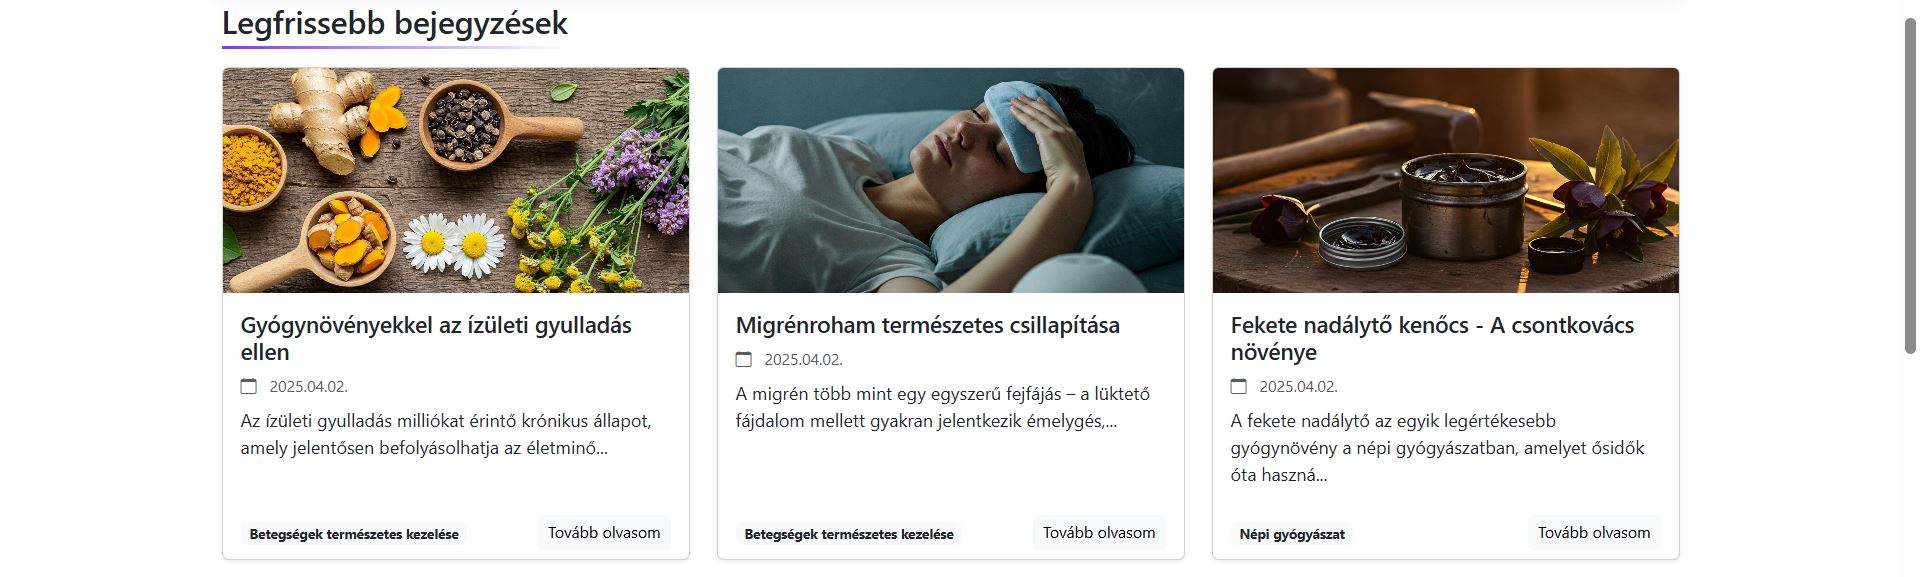 Legfrissebb bejegyzések
Gyógynövényekkel az ízületi gyulladás
ellen
2025.04.02.
Az ízületi gyulladás milliókat érintő krónikus állapot,
amely jelentősen befolyásolhatja az életminő...
Betegségek természetes kezelése
Tovább olvasom
Migrénroham természetes csillapítása
2025.04.02.
A migrén több mint egy egyszerű fejfájás – a lüktető
fájdalom mellett gyakran jelentkezik émelygés,...
Betegségek természetes kezelése
Tovább olvasom
Fekete nadálytő kenőcs - A csontkovács
növénye
2025.04.02.
A fekete nadálytő az egyik legértékesebb
gyógynövény a népi gyógyászatban, amelyet ősidők
óta haszná...
Népi gyógyászat
Tovább olvasom